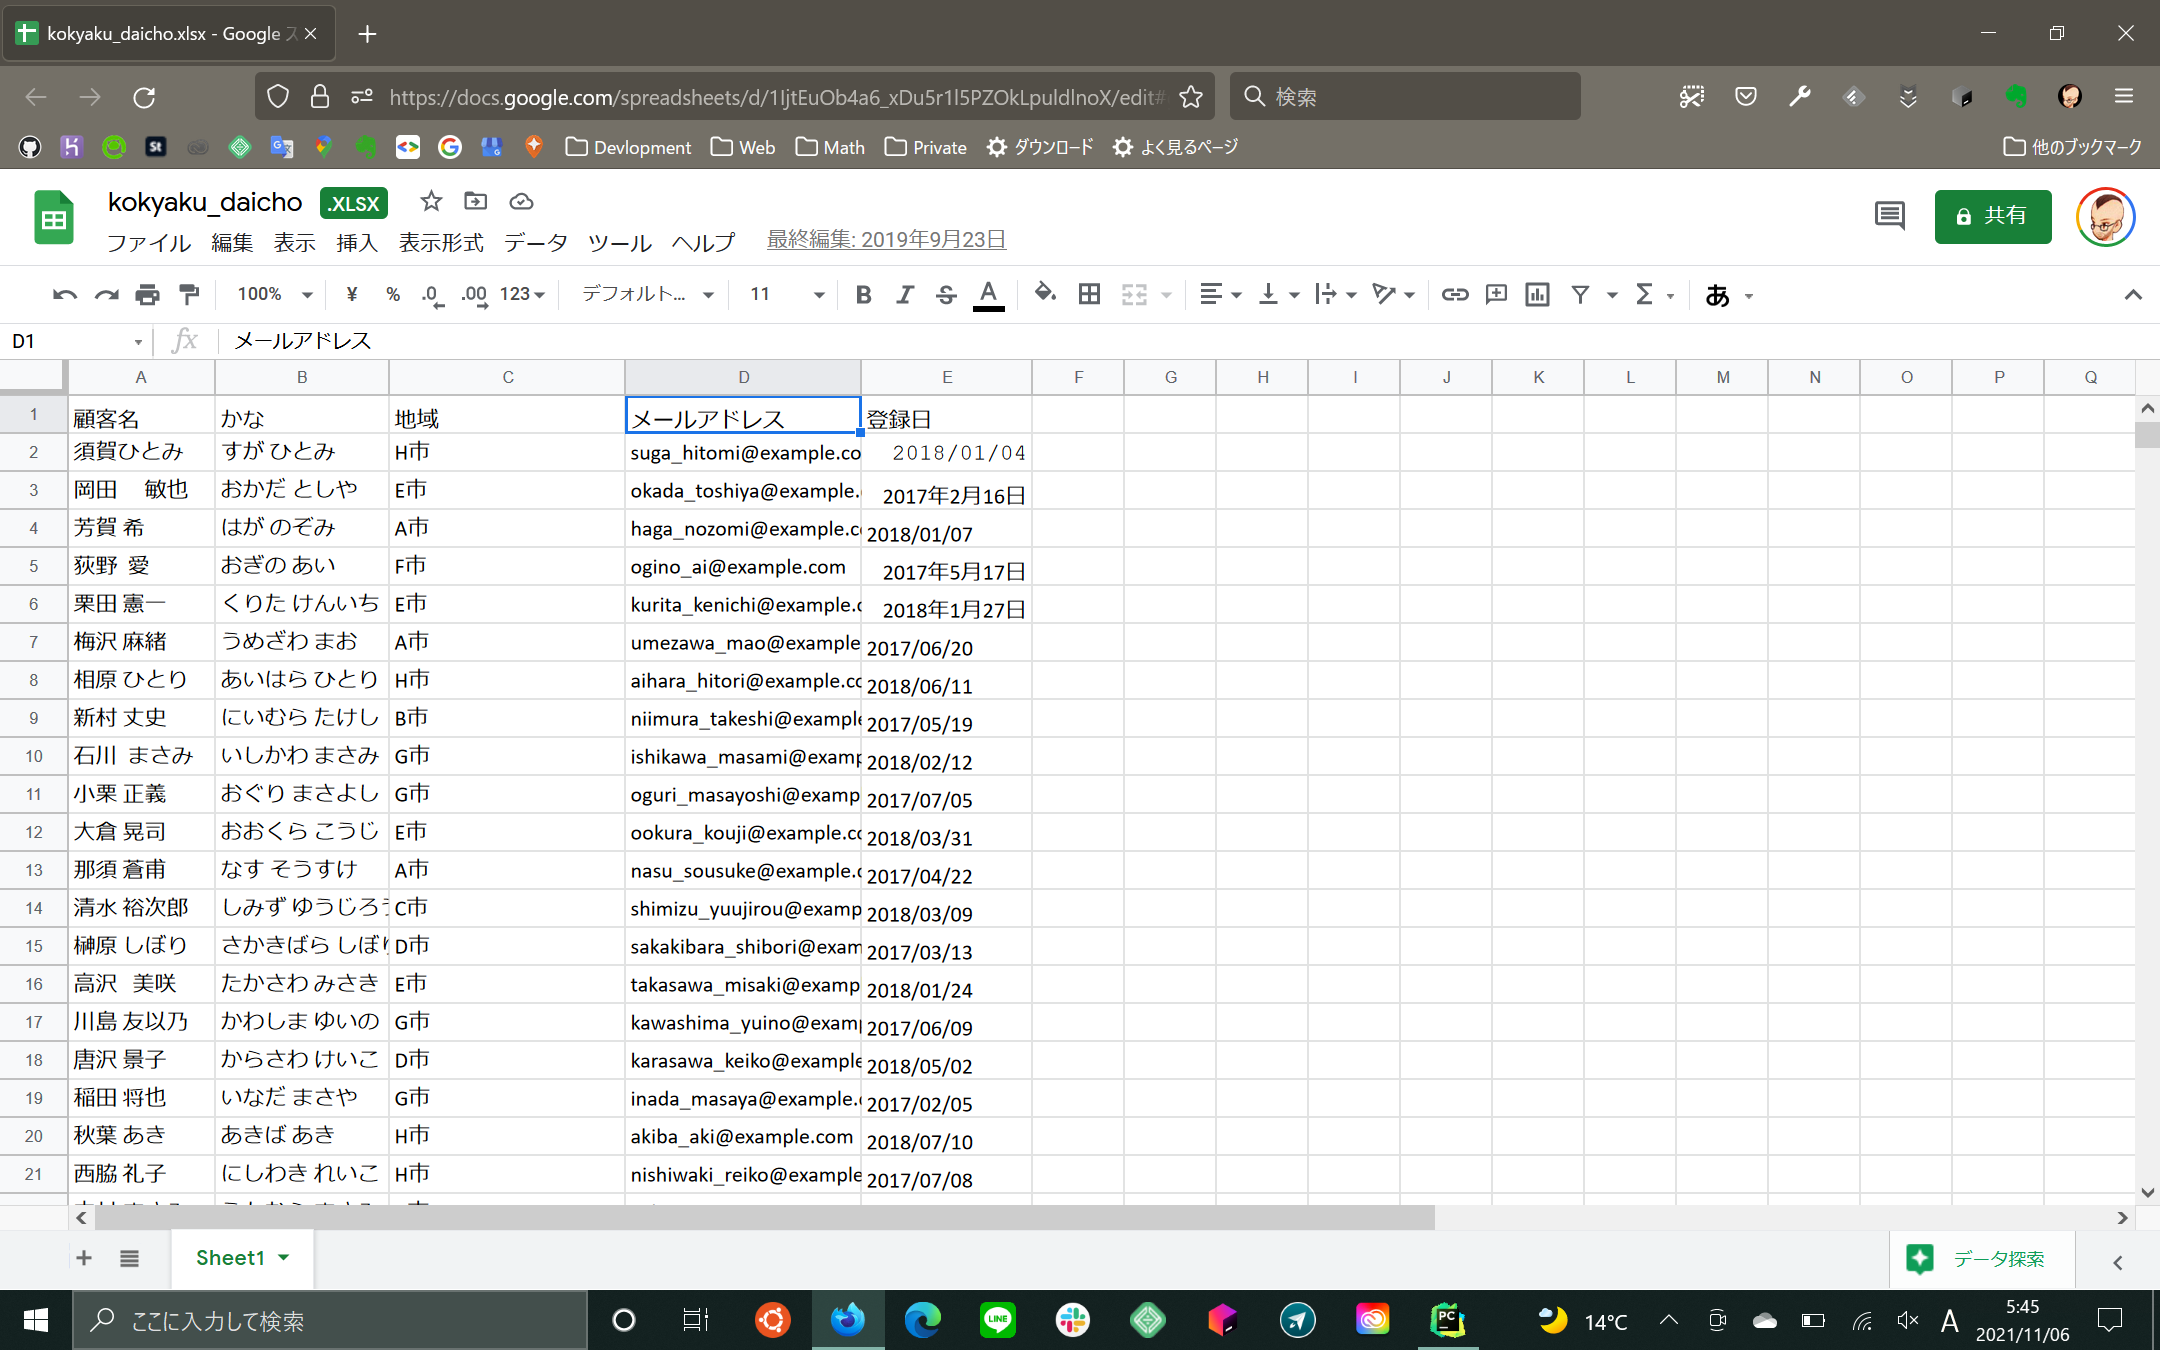 kokyaku_daicho.xlsx - Google ス
https://docs.google.com/spreadsheets/d/1ljtEuOb4a6_xDu5r1l5PZOkLpuldInoX/edit#
検索
Devlopment Web Math Private ダウンロード よく見るページ 他のブックマーク
kokyaku_daicho .XLSX
共有
ファイル 編集 表示 挿入 表示形式 データ ツール ヘルプ 最終編集: 2019年9月23日
100% ¥ % .0 .00 123 デフォルト... 11 B I S A あ
D1 fx メールアドレス
A B C D E F G H I J K L M N O P Q
1 顧客名 かな 地域 メールアドレス 登録日
2 須賀ひとみ すが ひとみ H市 suga_hitomi@example.co 2018/01/04
3 岡田　敏也 おかだ としや E市 okada_toshiya@example. 2017年2月16日
4 芳賀 希 はが のぞみ A市 haga_nozomi@example.c 2018/01/07
5 荻野  愛 おぎの あい F市 ogino_ai@example.com 2017年5月17日
6 栗田 憲一 くりた けんいち E市 kurita_kenichi@example.c 2018年1月27日
7 梅沢 麻緒 うめざわ まお A市 umezawa_mao@example 2017/06/20
8 相原 ひとり あいはら ひとり H市 aihara_hitori@example.cc 2018/06/11
9 新村 丈史 にいむら たけし B市 niimura_takeshi@example 2017/05/19
10 石川  まさみ いしかわ まさみ G市 ishikawa_masami@examp 2018/02/12
11 小栗 正義 おぐり まさよし G市 oguri_masayoshi@examp 2017/07/05
12 大倉 晃司 おおくら こうじ E市 ookura_kouji@example.cc 2018/03/31
13 那須 蒼甫 なす そうすけ A市 nasu_sousuke@example.c 2017/04/22
14 清水 裕次郎 しみず ゆうじろう C市 shimizu_yuujirou@examp 2018/03/09
15 榊原 しぼり さかきばら しぼり D市 sakakibara_shibori@exam 2017/03/13
16 高沢  美咲 たかさわ みさき E市 takasawa_misaki@examp 2018/01/24
17 川島 友以乃 かわしま ゆいの G市 kawashima_yuino@examp 2017/06/09
18 唐沢 景子 からさわ けいこ D市 karasawa_keiko@example 2018/05/02
19 稲田 将也 いなだ まさや G市 inada_masaya@example. 2017/02/05
20 秋葉 あき あきば あき H市 akiba_aki@example.com 2018/07/10
21 西脇 礼子 にしわき れいこ H市 nishiwaki_reiko@example 2017/07/08
Sheet1
データ探索
ここに入力して検索
LINE
PC
14°C
A
5:45
2021/11/06